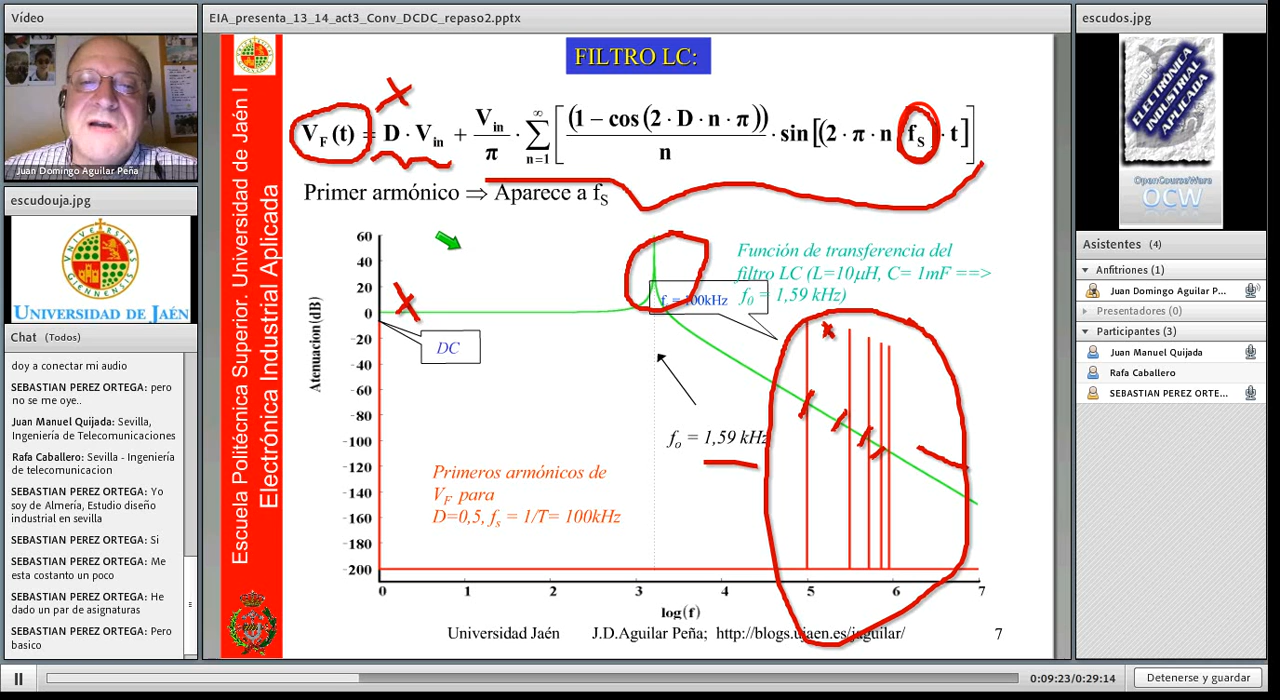 Vídeo
Juan Domingo Aguilar Peña
escudouja.jpg
UNIVERSITAS
GIENNENSIS
UNIVERSIDAD DE JAÉN
Chat (Todos)
doy a conectar mi audio
SEBASTIAN PEREZ ORTEGA: pero
no se me oye..
Juan Manuel Quijada: Sevilla,
Ingeniería de Telecomunicaciones
Rafa Caballero: Sevilla - Ingeniería
de telecomunicacion
SEBASTIAN PEREZ ORTEGA: Yo
soy de Almería, Estudio diseño
industrial en sevilla
SEBASTIAN PEREZ ORTEGA: Si
SEBASTIAN PEREZ ORTEGA: Me
esta costanto un poco
SEBASTIAN PEREZ ORTEGA: He
dado un par de asignaturas
SEBASTIAN PEREZ ORTEGA: Pero
basico
EIA_presenta_13_14_act3_Conv_DCDC_repaso2.pptx
Escuela Politécnica Superior. Universidad de Jaén I
Electrónica Industrial Aplicada
FILTRO LC:
V_F(t) = D · V_in + V_in/π · ∑_{n=1}^{∞} [ (1 − cos(2 · D · n · π))/n · sin[(2 · π · n · f_S) · t] ]
Primer armónico ⇒ Aparece a f_S
Atenuacion(dB)
60
40
20
0
-20
-40
-60
-80
-100
-120
-140
-160
-180
-200
Función de transferencia del
filtro LC (L=10μH, C= 1mF ==>
f_0 = 1,59 kHz)
f_s = 100kHz
DC
f_o = 1,59 kHz
Primeros armónicos de
V_F para
D=0,5, f_s = 1/T= 100kHz
0 1 2 3 4 5 6 7
log(f)
Universidad Jaén J.D.Aguilar Peña; http://blogs.ujaen.es/jaguilar/ 7
escudos.jpg
ELECTRÓNICA
INDUSTRIAL
APLICADA
OpenCourseWare
OCW
Asistentes (4)
Anfitriones (1)
Juan Domingo Aguilar P...
Presentadores (0)
Participantes (3)
Juan Manuel Quijada
Rafa Caballero
SEBASTIAN PEREZ ORTE...
0:09:23/0:29:14
Detenerse y guardar